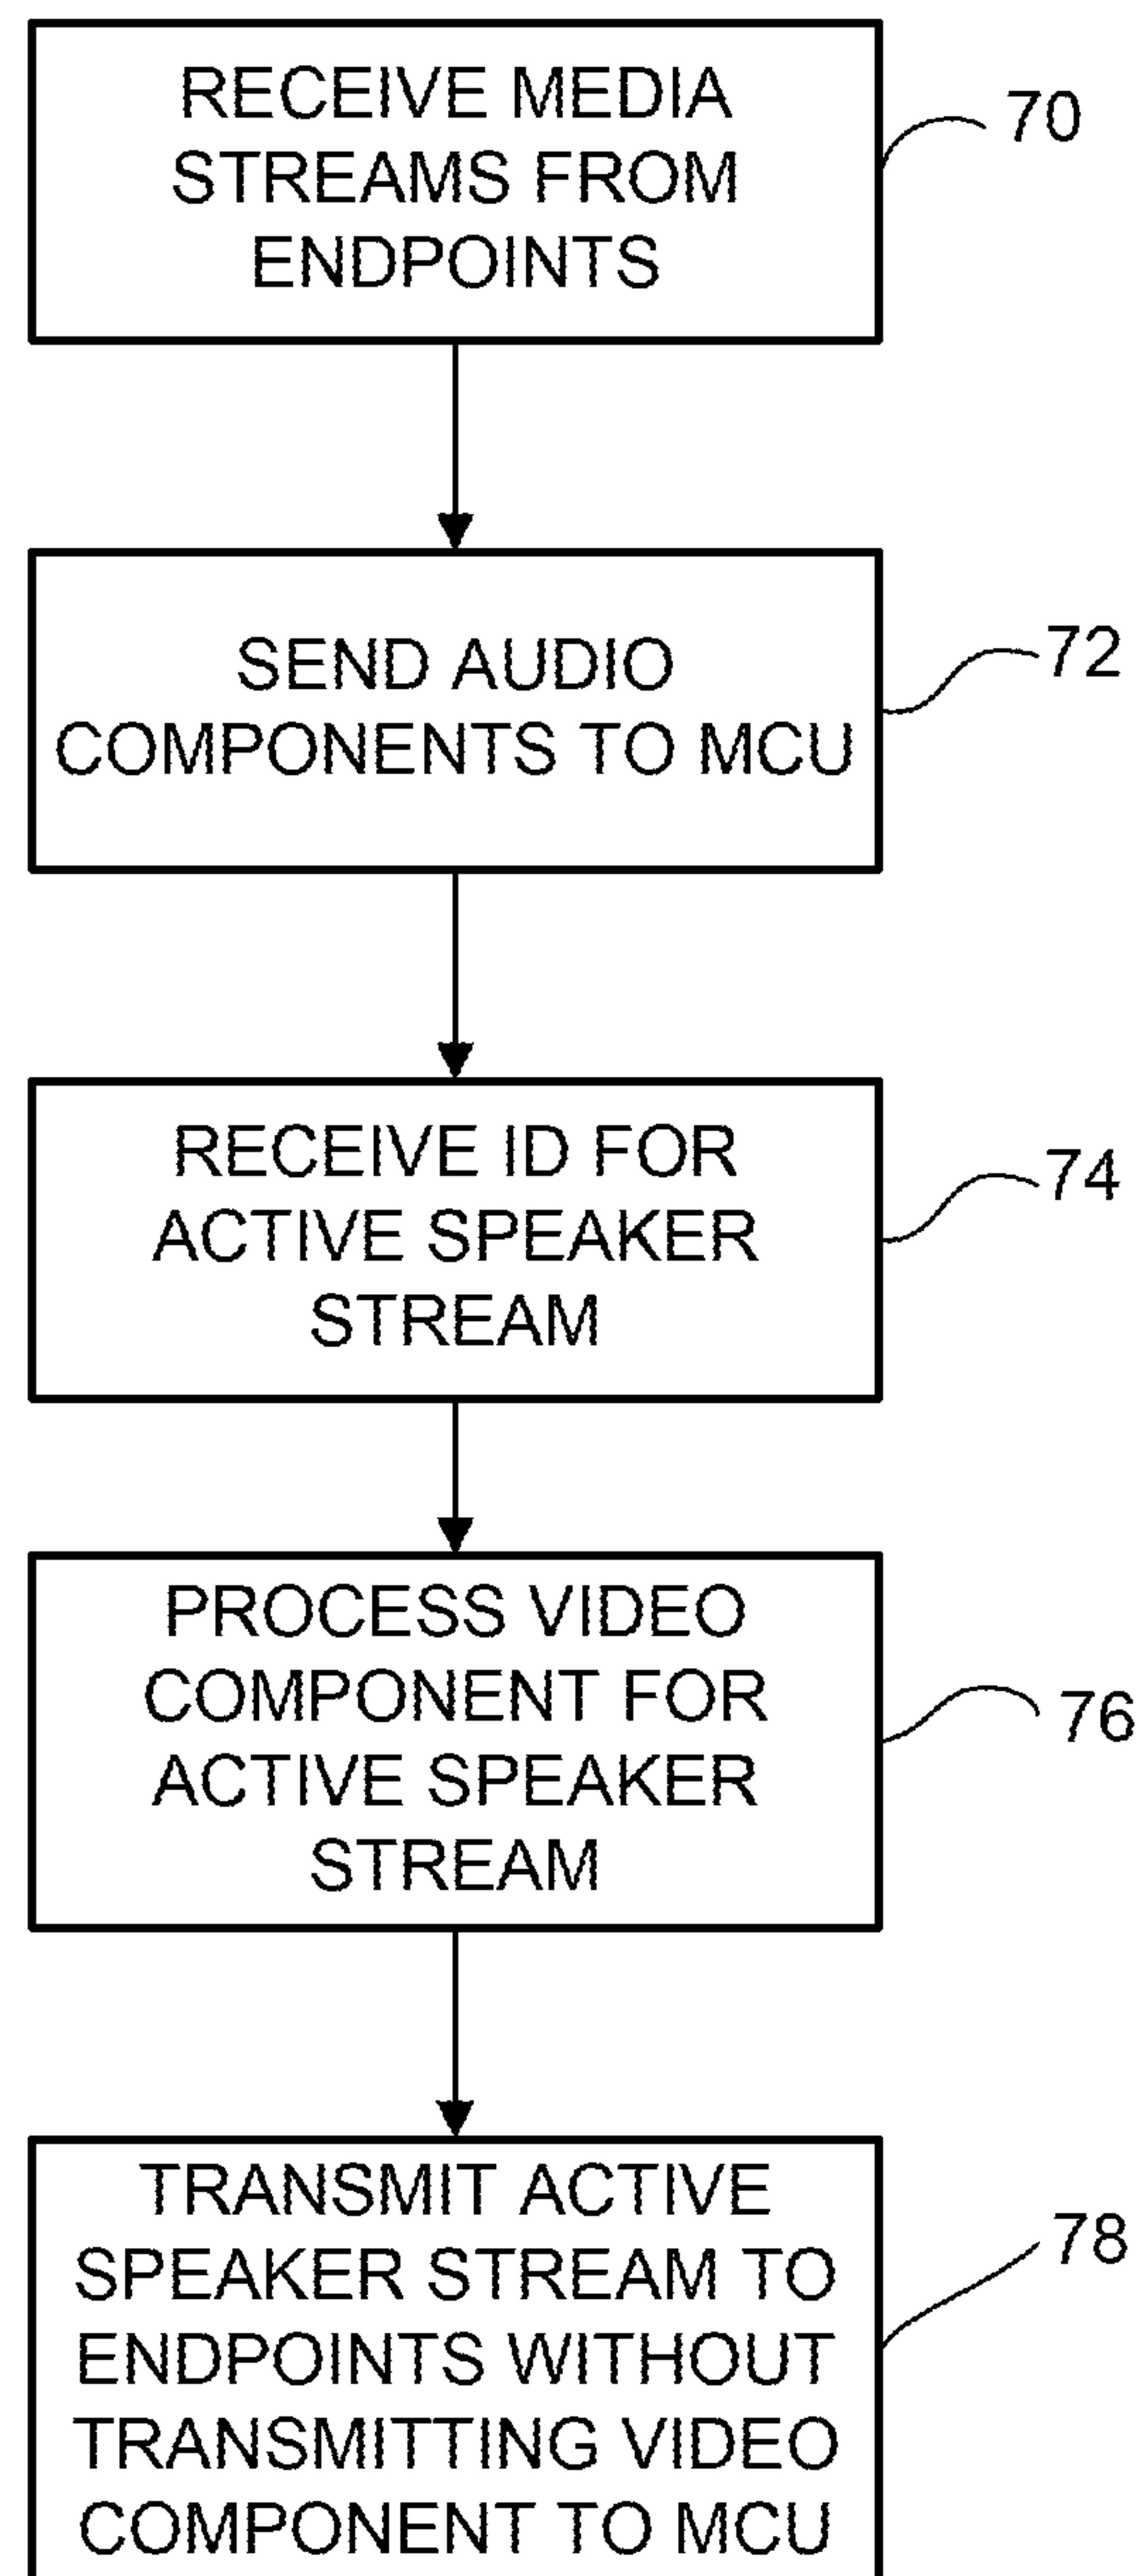 RECEIVE MEDIA
STREAMS FROM
ENDPOINTS
70
SEND AUDIO
COMPONENTS TO MCU
72
RECEIVE ID FOR
ACTIVE SPEAKER
STREAM
74
PROCESS VIDEO
COMPONENT FOR
ACTIVE SPEAKER
STREAM
76
TRANSMIT ACTIVE
SPEAKER STREAM TO
ENDPOINTS WITHOUT
TRANSMITTING VIDEO
COMPONENT TO MCU
78